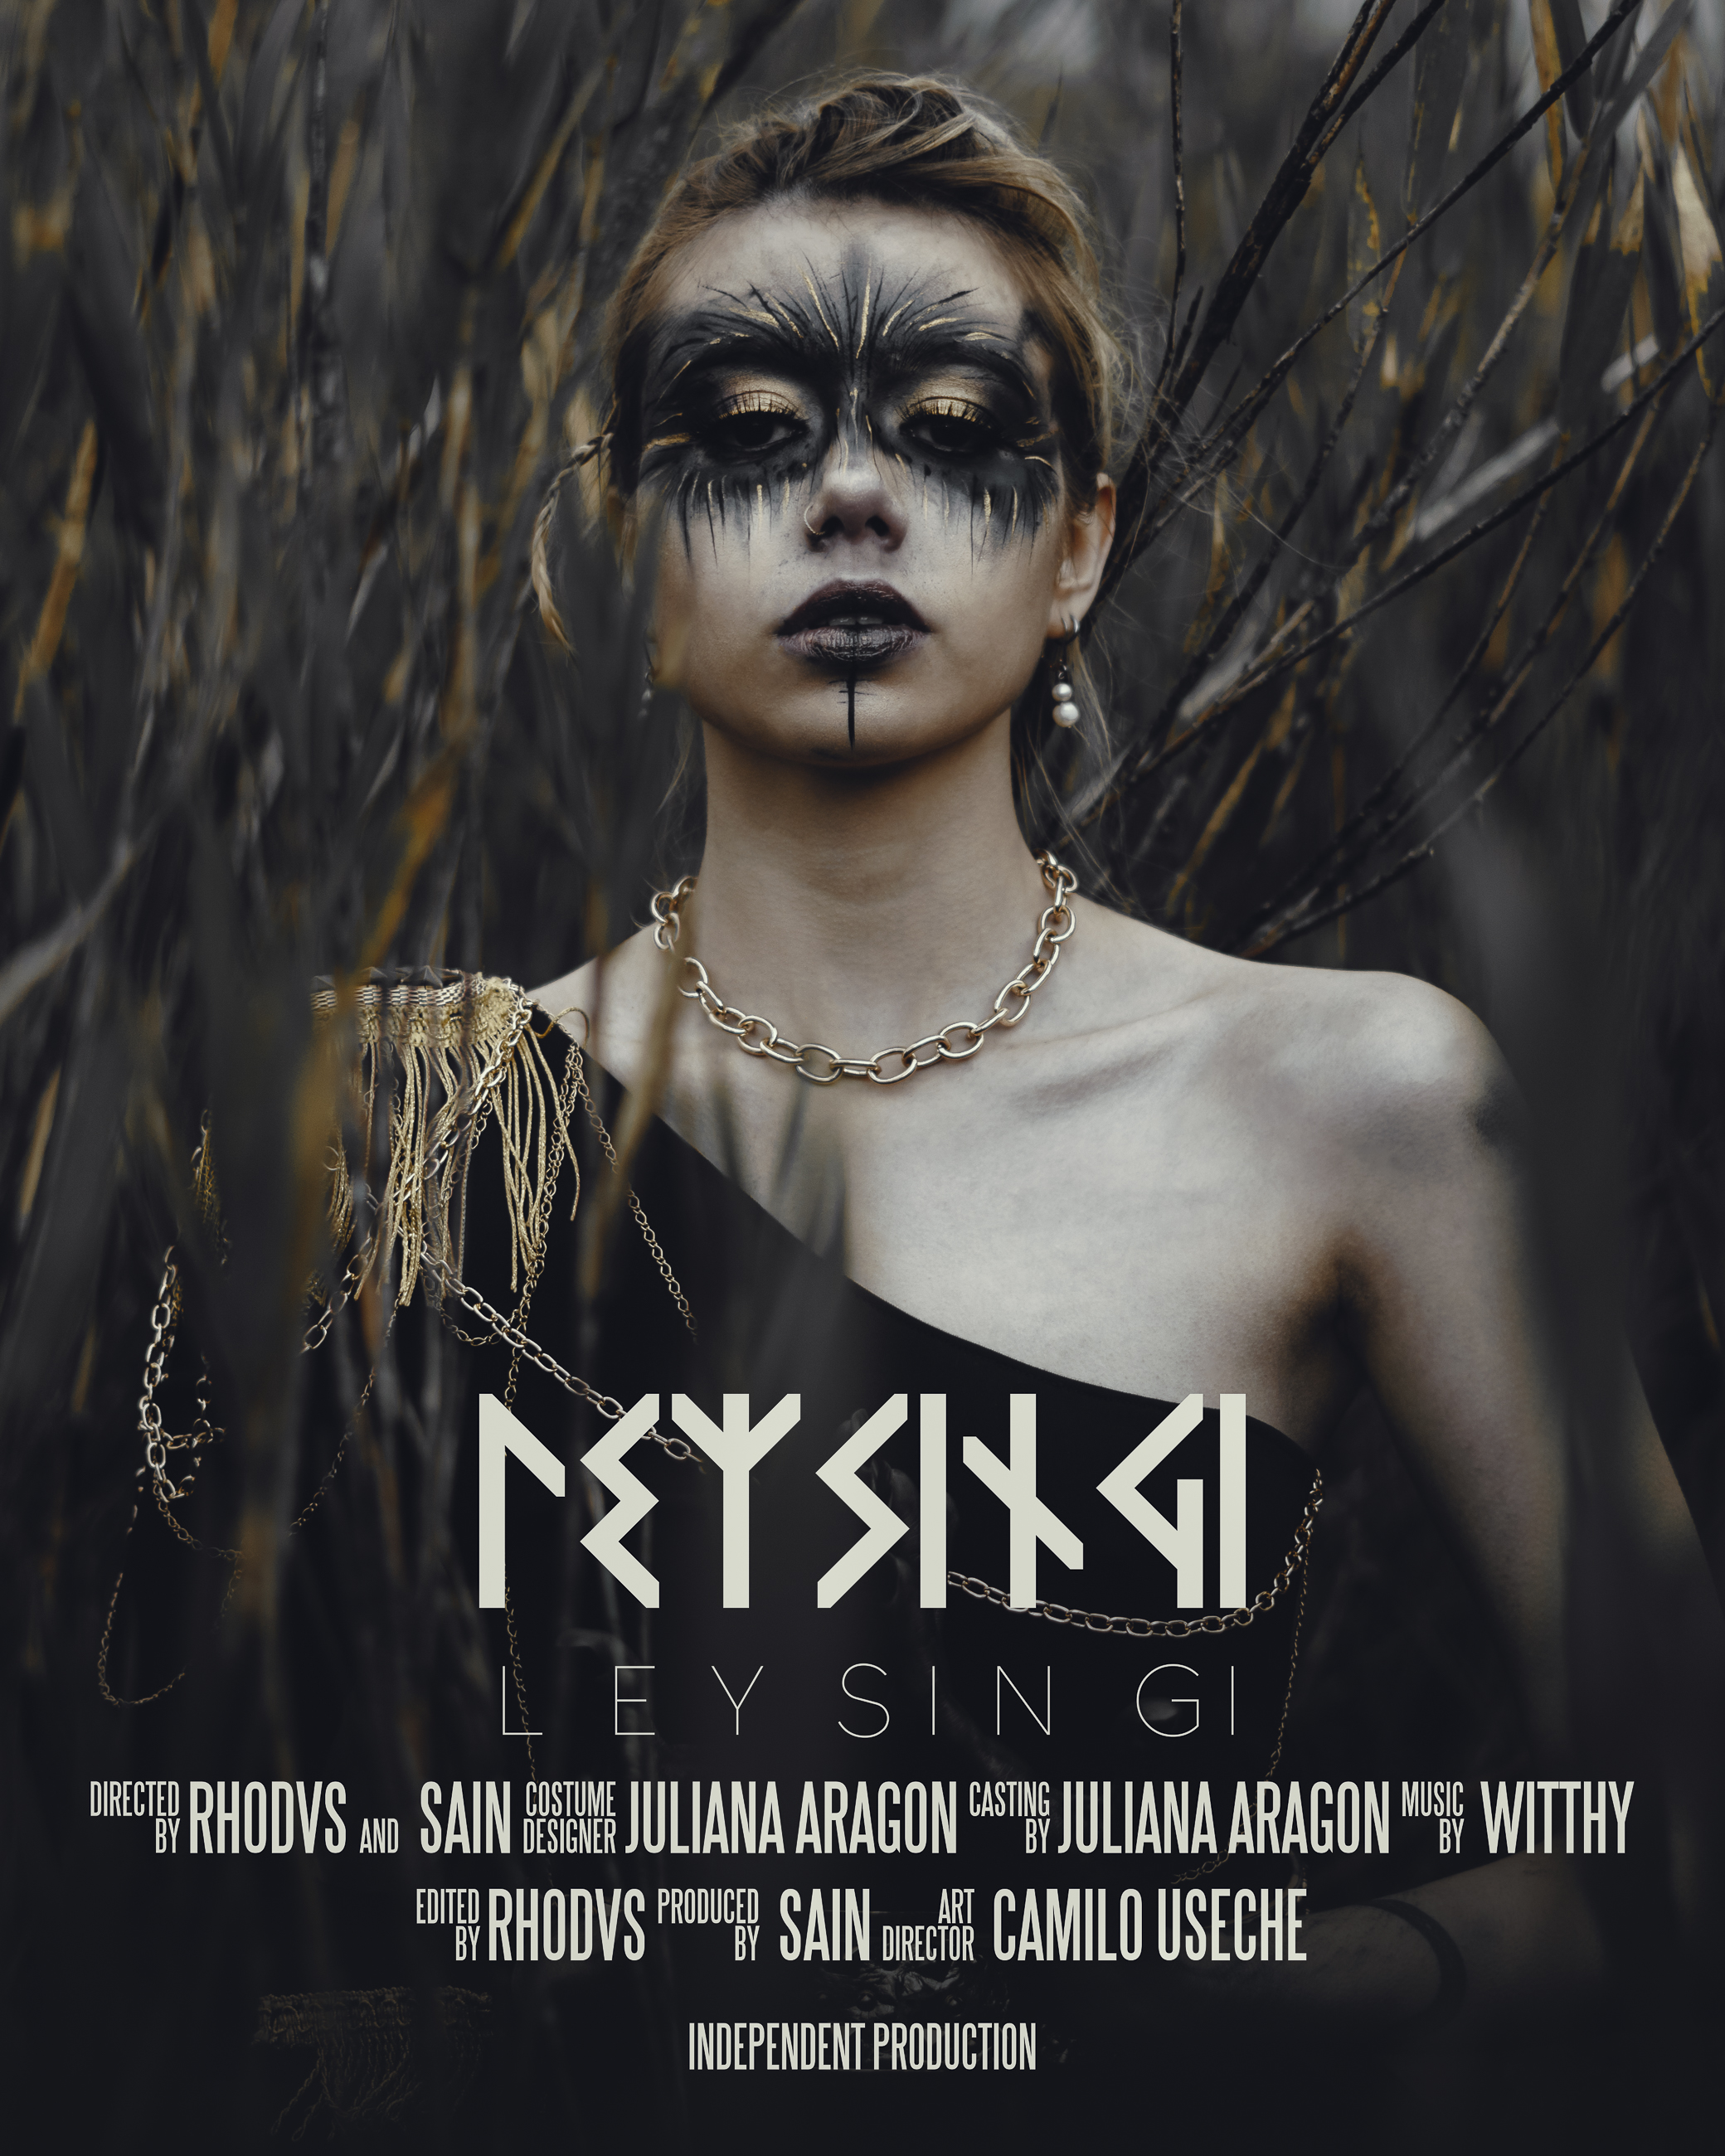 LEYSINGI
LEYSINGI
DIRECTED BY RHODVS AND SAIN COSTUME DESIGNER JULIANA ARAGON CASTING BY JULIANA ARAGON MUSIC BY WITTHY
EDITED BY RHODVS PRODUCED BY SAIN ART DIRECTOR CAMILO USECHE
INDEPENDENT PRODUCTION